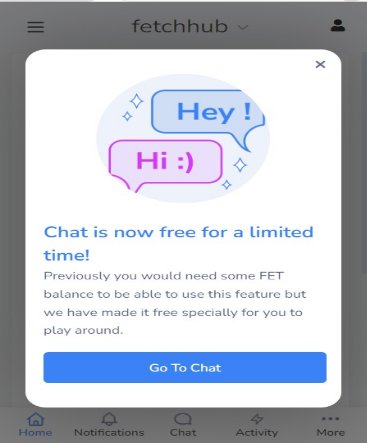 fetchhub
Hey !
Hi :)
Chat is now free for a limited
time!
Previously you would need some FET
balance to be able to use this feature but
we have made it free specially for you to
play around.
Go To Chat
Home Notifications Chat Activity More